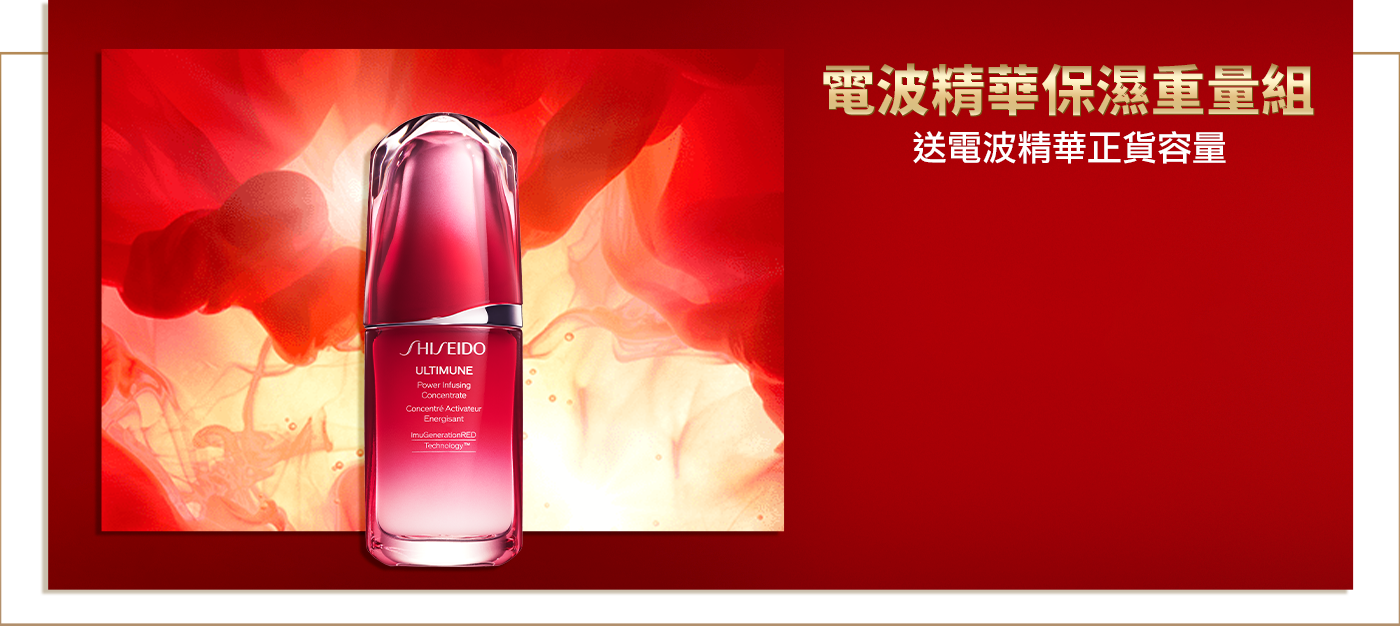 電波精華保濕重量組
送電波精華正貨容量
SHISEIDO
ULTIMUNE
Power Infusing
Concentrate
Concentré Activateur
Energisant
ImuGenerationRED
Technology™